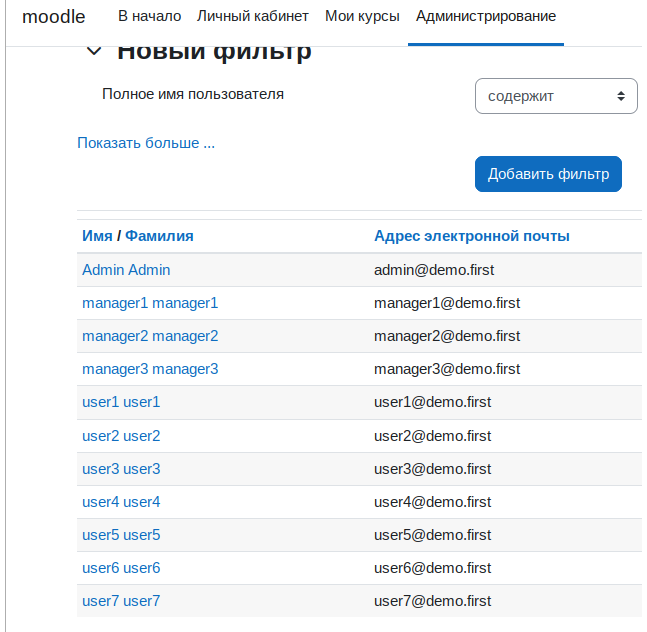 moodle В начало Личный кабинет Мои курсы Администрирование
Новый фильтр
Полное имя пользователя содержит
Показать больше ...
Добавить фильтр
Имя / Фамилия Адрес электронной почты
Admin Admin admin@demo.first
manager1 manager1 manager1@demo.first
manager2 manager2 manager2@demo.first
manager3 manager3 manager3@demo.first
user1 user1 user1@demo.first
user2 user2 user2@demo.first
user3 user3 user3@demo.first
user4 user4 user4@demo.first
user5 user5 user5@demo.first
user6 user6 user6@demo.first
user7 user7 user7@demo.first